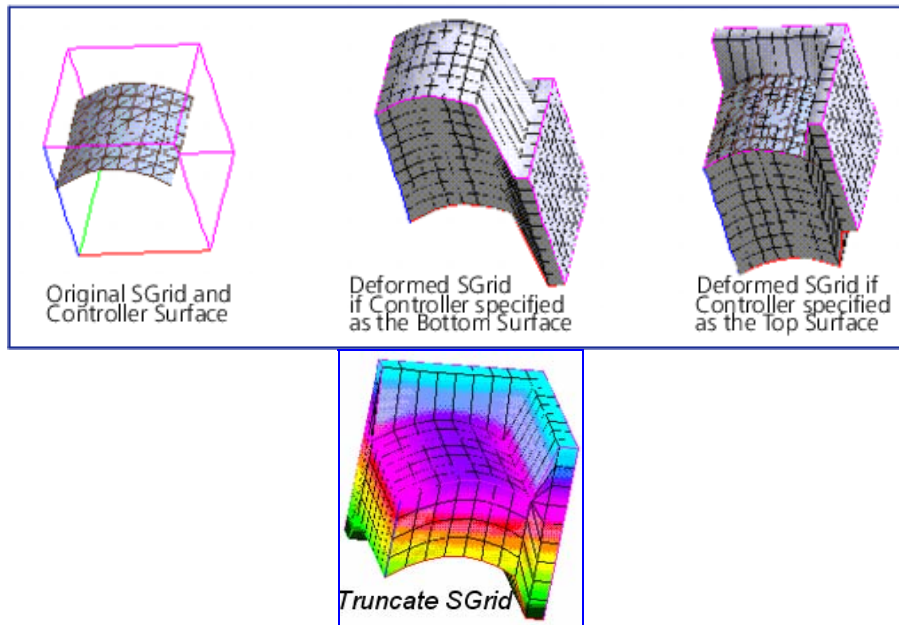 Original SGrid and
Controller Surface
Deformed SGrid
if Controller specified
as the Bottom Surface
Deformed SGrid if
Controller specified
as the Top Surface
Truncate SGrid